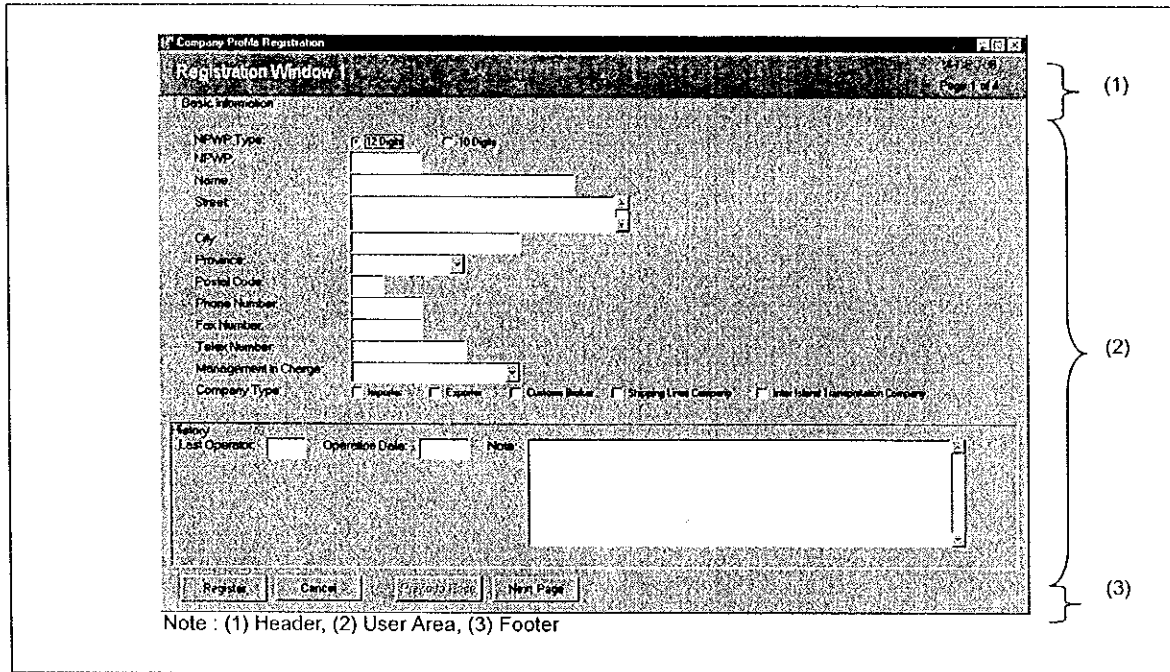 Company Profile Registration
Registration Window 1
Page 1 of 4
(1)
Basic Information
NPWP Type: 12 Digits 10 Digits
NPWP
Name:
Street:
City
Province:
Postal Code:
Phone Number:
Fax Number:
Telex Number:
Management in Charge:
(2)
Company Type: Importer Exporter Customs Broker Shipping Lines Company Inter Island Transportation Company
History
Last Operator: Operation Date: Note:
Register Cancel Next Page
(3)
Note : (1) Header, (2) User Area, (3) Footer